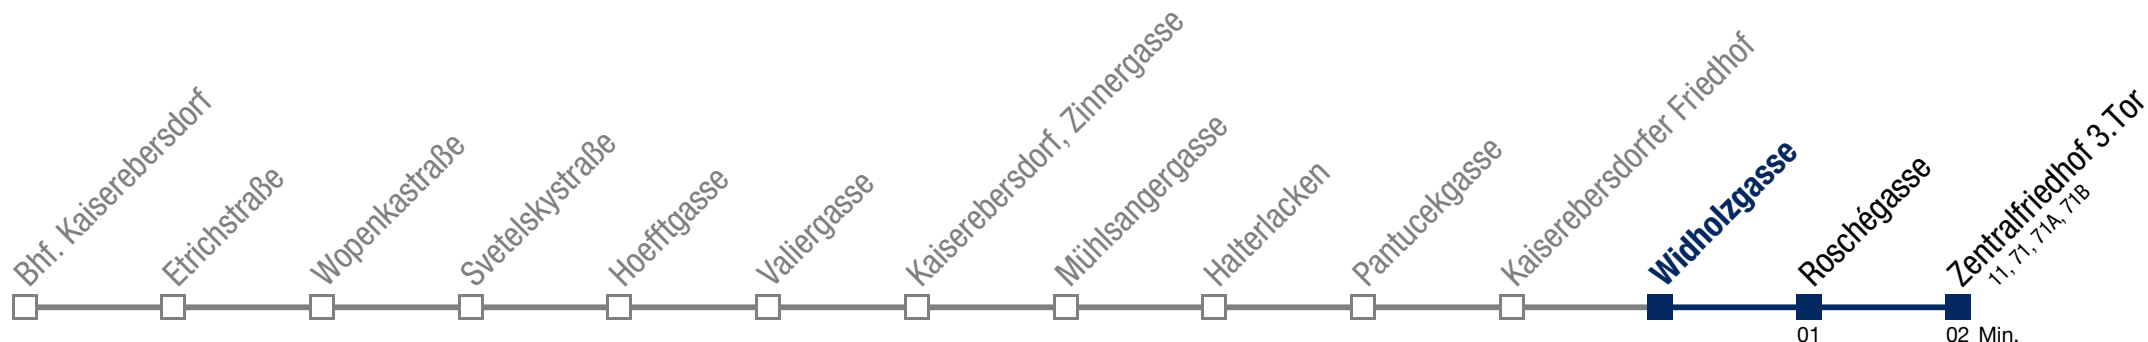 Bhf. Kaiserebersdorf
Etrichstraße
Wopenkastraße
Svetelskystraße
Hoefftgasse
Valiergasse
Kaiserebersdorf, Zinnergasse
Mühlsangergasse
Halterlacken
Pantucekgasse
Kaiserebersdorfer Friedhof
Widholzgasse
Roschégasse
Zentralfriedhof 3.Tor
11, 71, 71A, 71B
01
02 Min.